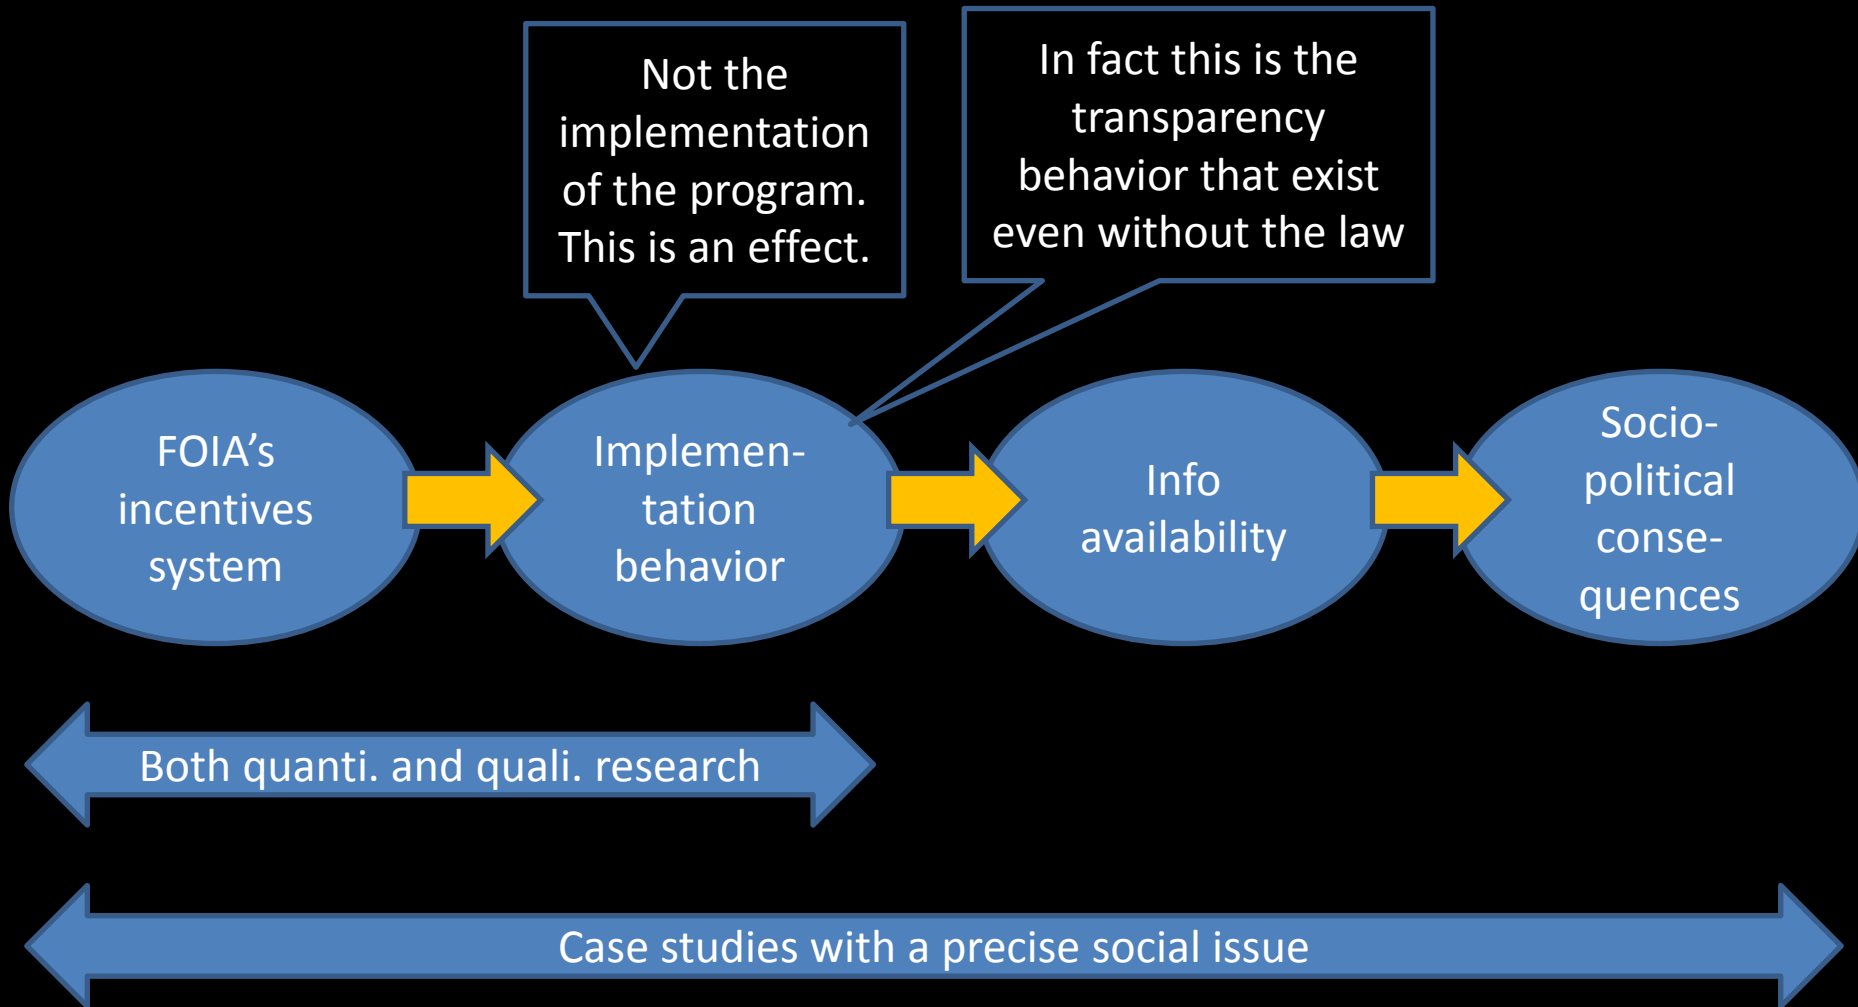 Not the
implementation
of the program.
This is an effect.
In fact this is the
transparency
behavior that exist
even without the law
FOIA’s
incentives
system
Implemen-
tation
behavior
Info
availability
Socio-
political
conse-
quences
Both quanti. and quali. research
Case studies with a precise social issue